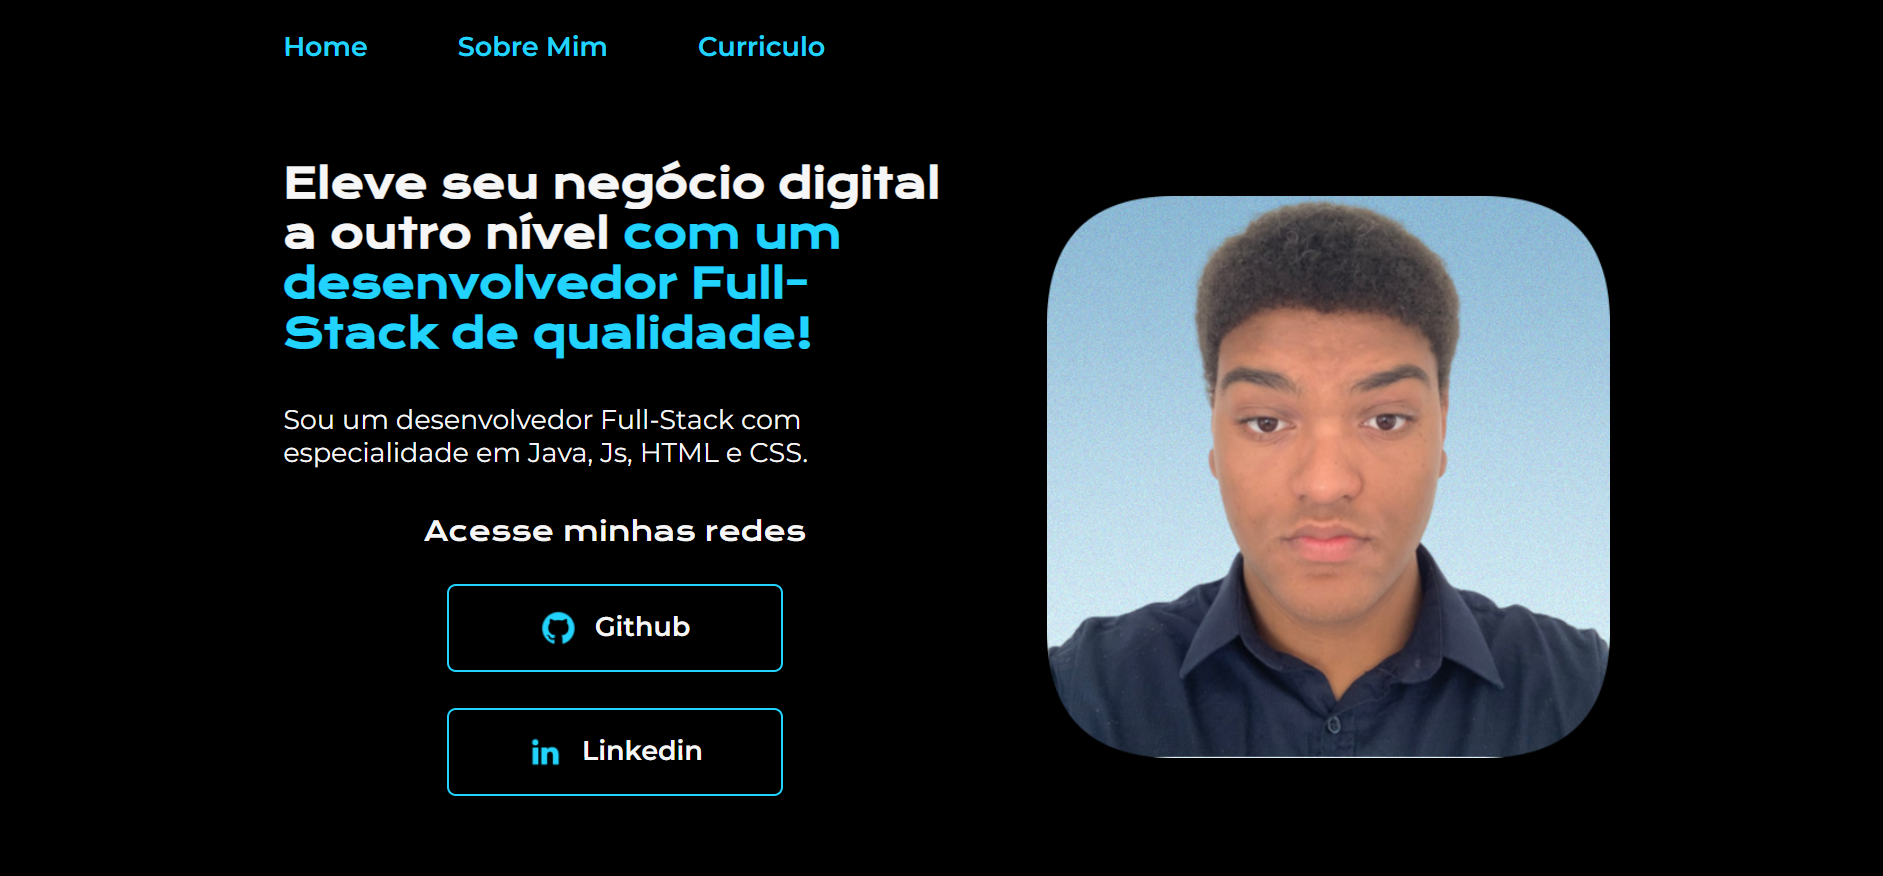 Home
Sobre Mim
Curriculo
Eleve seu negócio digital
a outro nível com um
desenvolvedor Full-
Stack de qualidade!
Sou um desenvolvedor Full-Stack com
especialidade em Java, Js, HTML e CSS.
Acesse minhas redes
Github
in Linkedin